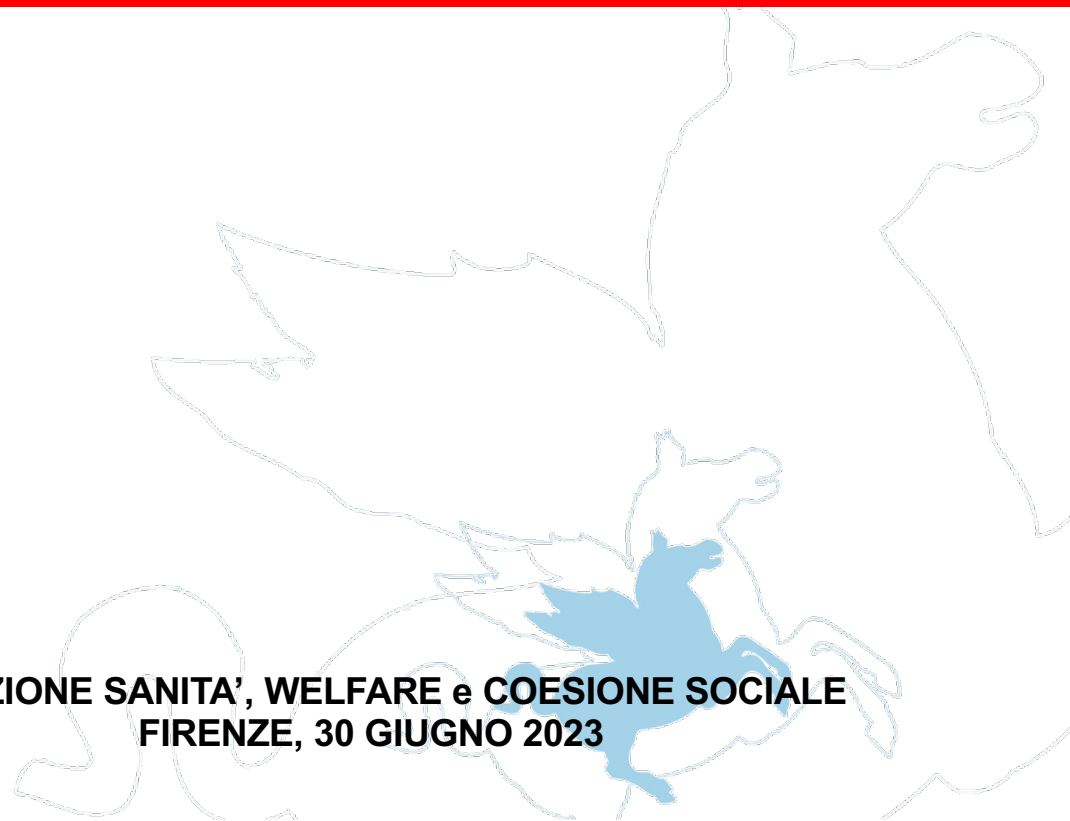 ZIONE SANITA’, WELFARE e COESIONE SOCIALE
FIRENZE, 30 GIUGNO 2023